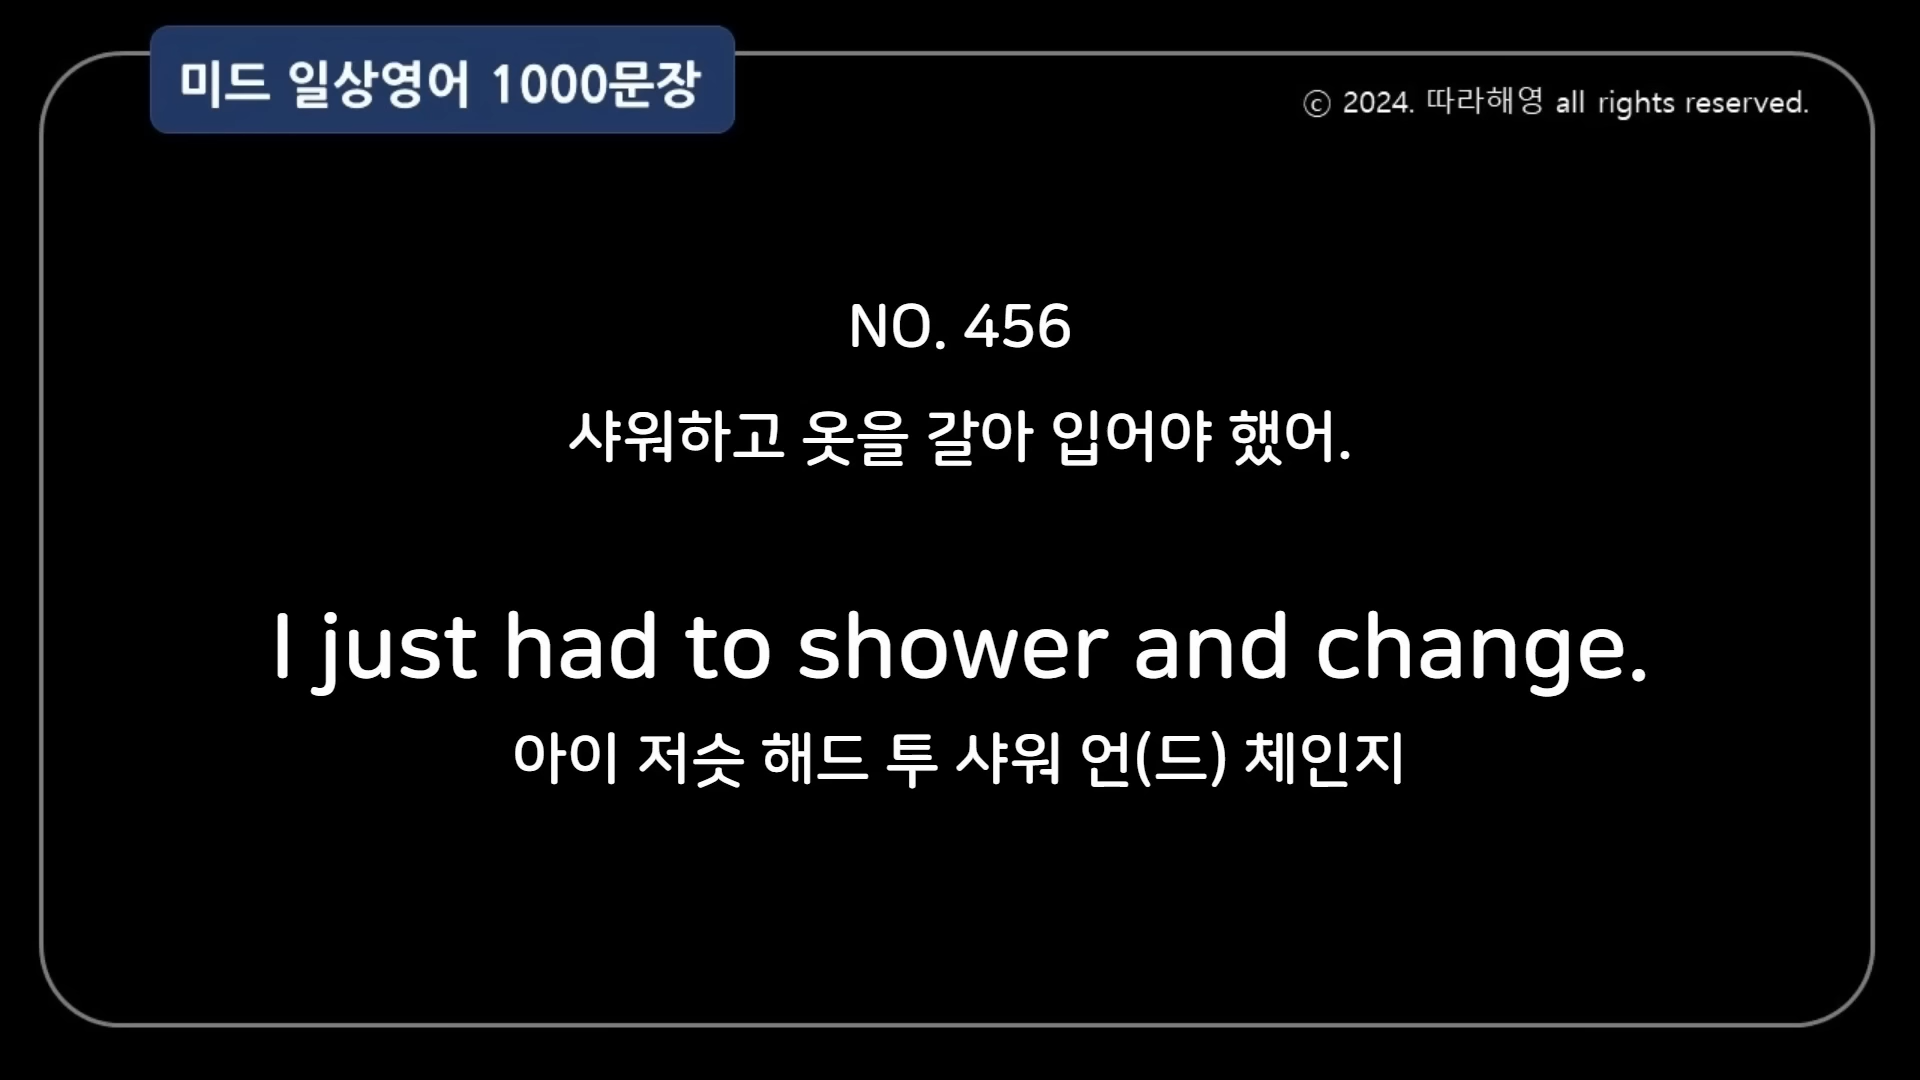 미드 일상영어 1000문장
ⓒ 2024. 따라해영 all rights reserved.
NO. 456
샤워하고 옷을 갈아 입어야 했어.
I just had to shower and change.
아이 저슷 해드 투 샤워 언(드) 체인지